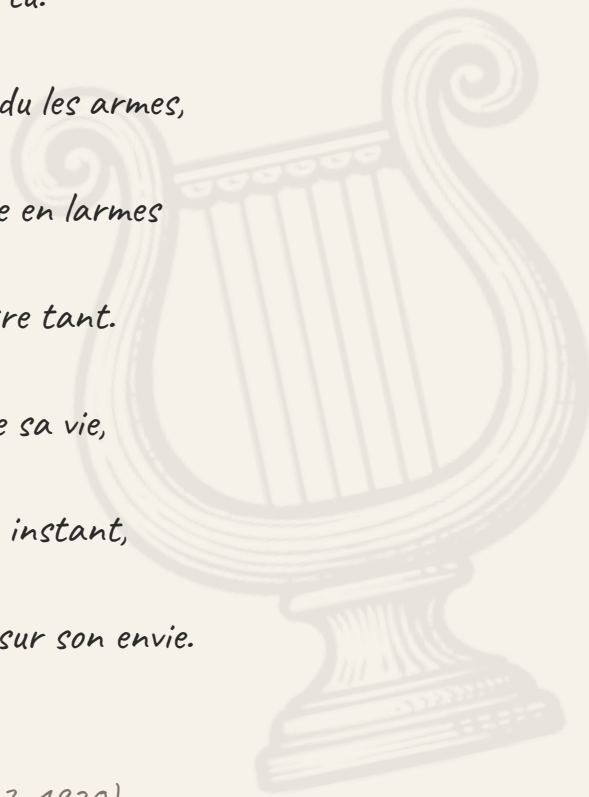 du les armes,
e en larmes
re tant.
e sa vie,
instant,
sur son envie.